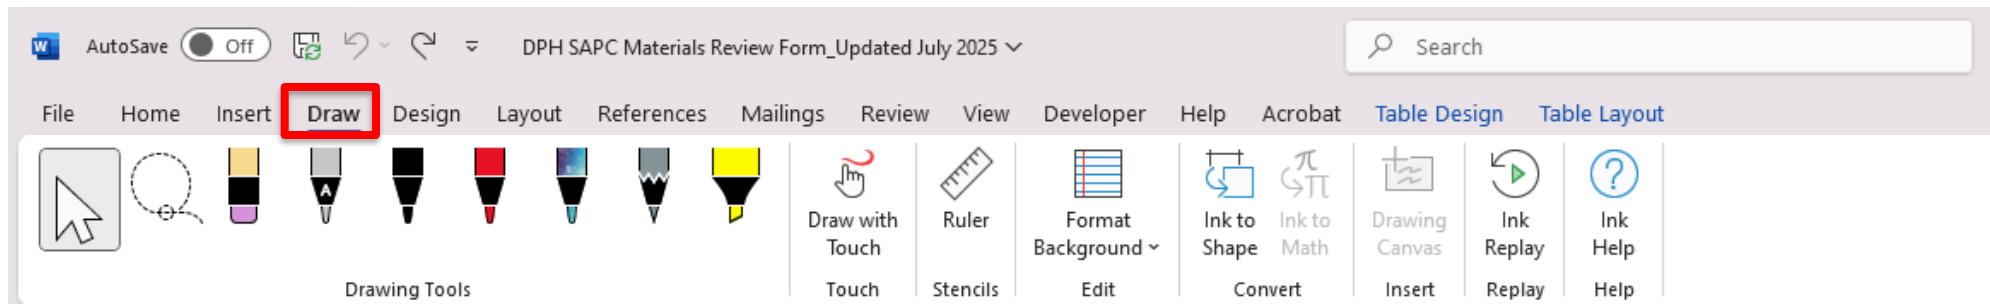 W AutoSave Off DPH SAPC Materials Review Form_Updated July 2025 Search
File Home Insert Draw Design Layout References Mailings Review View Developer Help Acrobat Table Design Table Layout
A
Draw with Touch Ruler Format Background Ink to Shape Ink to Math Drawing Canvas Ink Replay Ink Help
Drawing Tools Touch Stencils Edit Convert Insert Replay Help